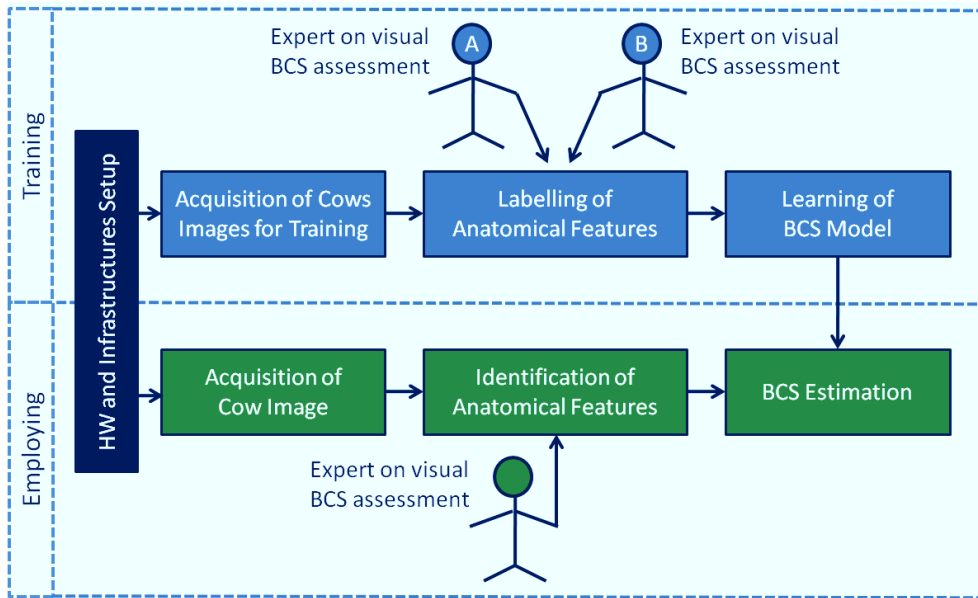 Expert on visual
BCS assessment
A
B
Expert on visual
BCS assessment
Training
HW and Infrastructures Setup
Acquisition of Cows
Images for Training
Labelling of
Anatomical Features
Learning of
BCS Model
Employing
Acquisition of
Cow Image
Identification of
Anatomical Features
BCS Estimation
Expert on visual
BCS assessment